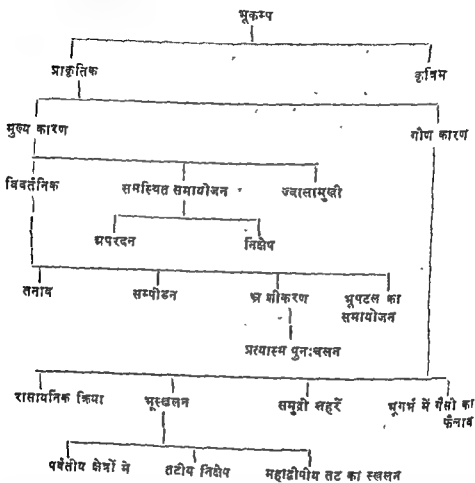 भूकम्प
प्राकृतिक कृत्रिम
मुख्य कारण गौण कारण
विवर्तनिक समस्थित समायोजन ज्वालामुखी
अपरदन निक्षेप
तनाव सम्पीडन भ्रंशीकरण भूपटल का समायोजन
प्रत्यास्थ पुनःचलन
रासायनिक क्रिया भूस्खलन समुद्री लहरें भूगर्भ में गैसों का फैलाव
पर्वतीय क्षेत्रों में तटीय निक्षेप महाद्वीपीय तट का स्खलन